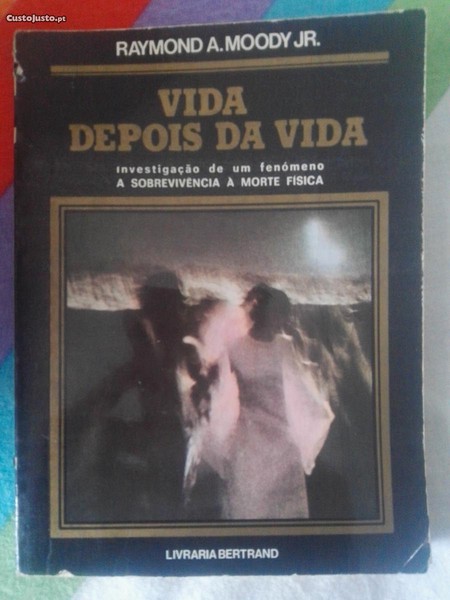 CustoJusto.pt
RAYMOND A. MOODY JR.
VIDA
DEPOIS DA VIDA
Investigação de um fenómeno
A SOBREVIVÊNCIA À MORTE FÍSICA
LIVRARIA BERTRAND